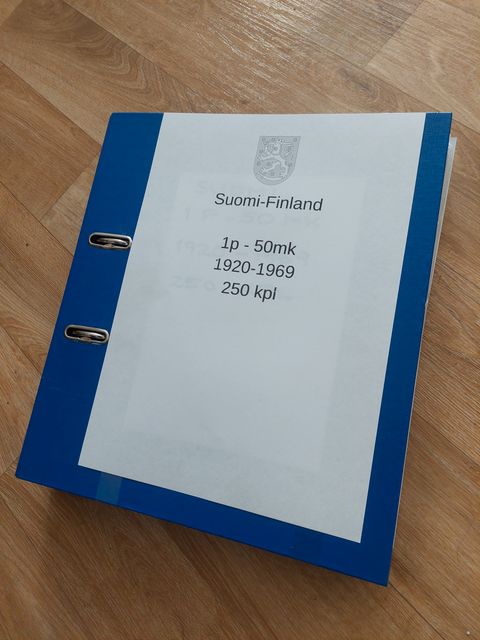 Suomi-Finland
1p - 50mk
1920-1969
250 kpl